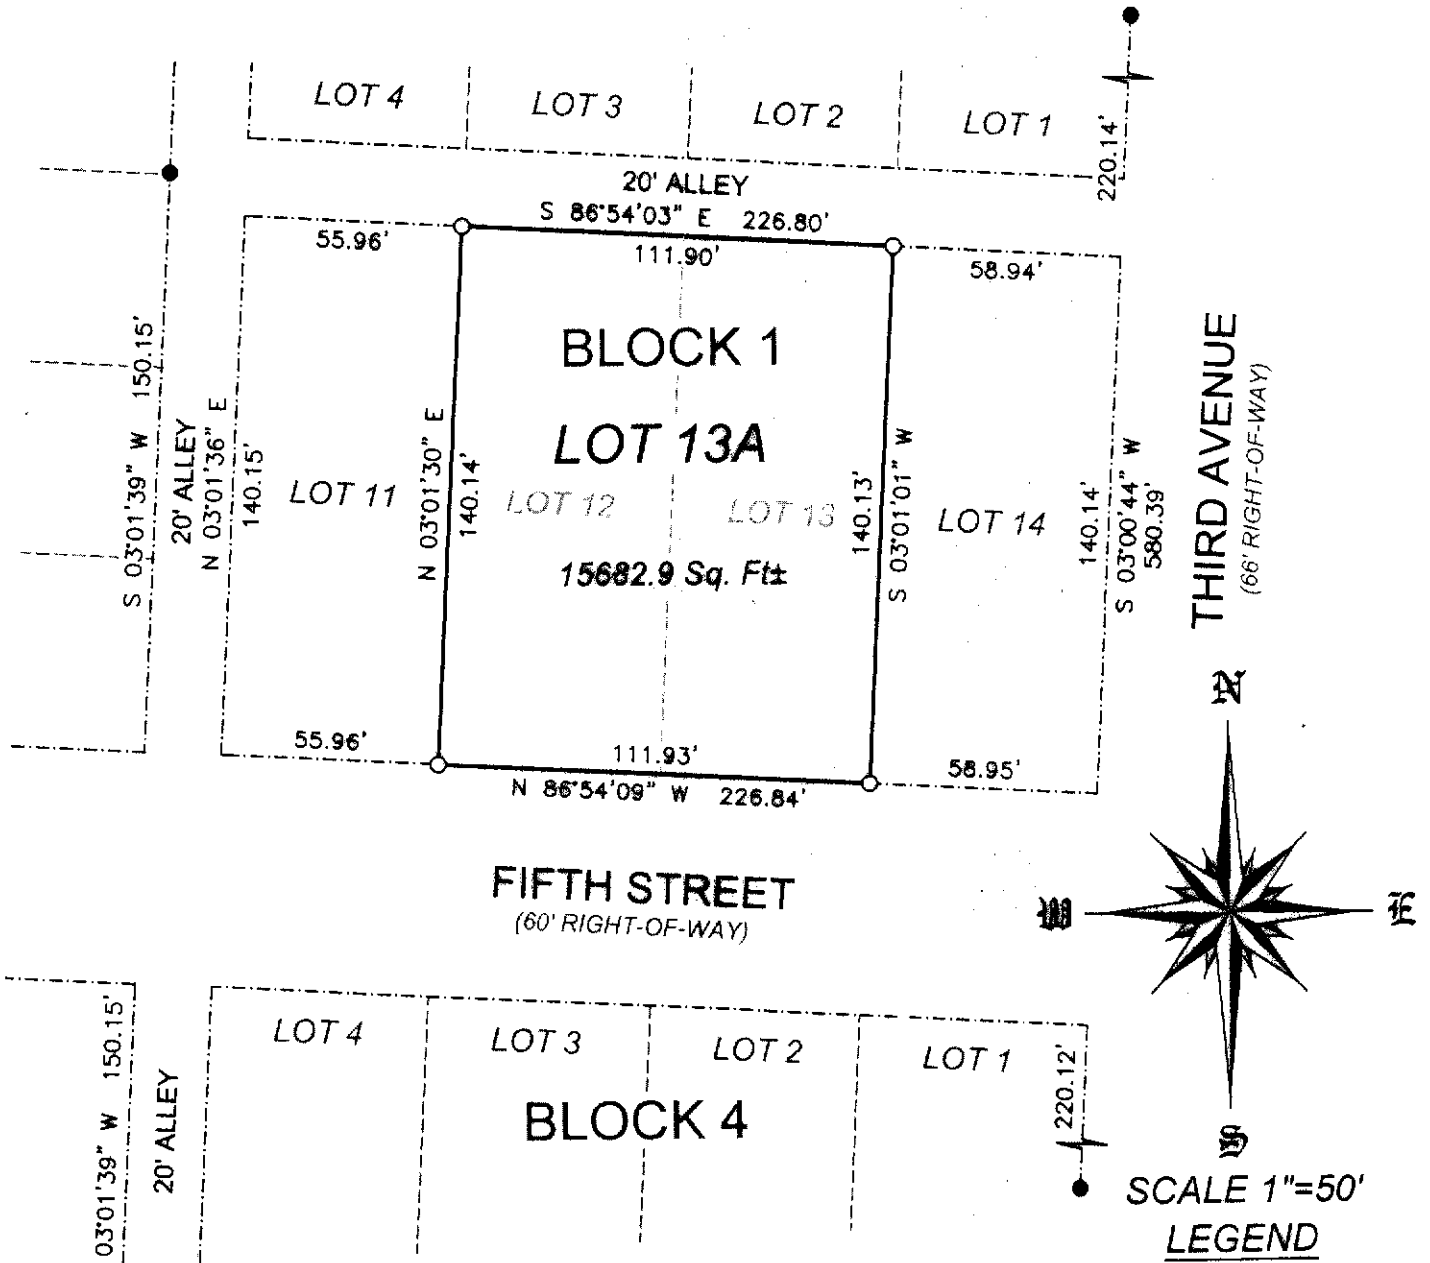 LOT 4
LOT 3
LOT 2
LOT 1
220.14'
20' ALLEY
S 86°54'03" E 226.80'
55.96'
111.90'
58.94'
S 03°01'39" W 150.15'
20' ALLEY
N 03°01'36" E
140.15'
LOT 11
N 03°01'30" E
140.14'
BLOCK 1
LOT 13A
LOT 12
LOT 13
15682.9 Sq. Ft±
140.13'
S 03°01'01" W
LOT 14
140.14'
S 03°00'44" W
580.39'
THIRD AVENUE
(66' RIGHT-OF-WAY)
55.96'
111.93'
58.95'
N 86°54'09" W 226.84'
N
W
E
S
FIFTH STREET
(60' RIGHT-OF-WAY)
03°01'39" W 150.15'
20' ALLEY
LOT 4
LOT 3
LOT 2
LOT 1
220.12'
BLOCK 4
SCALE 1"=50'
LEGEND